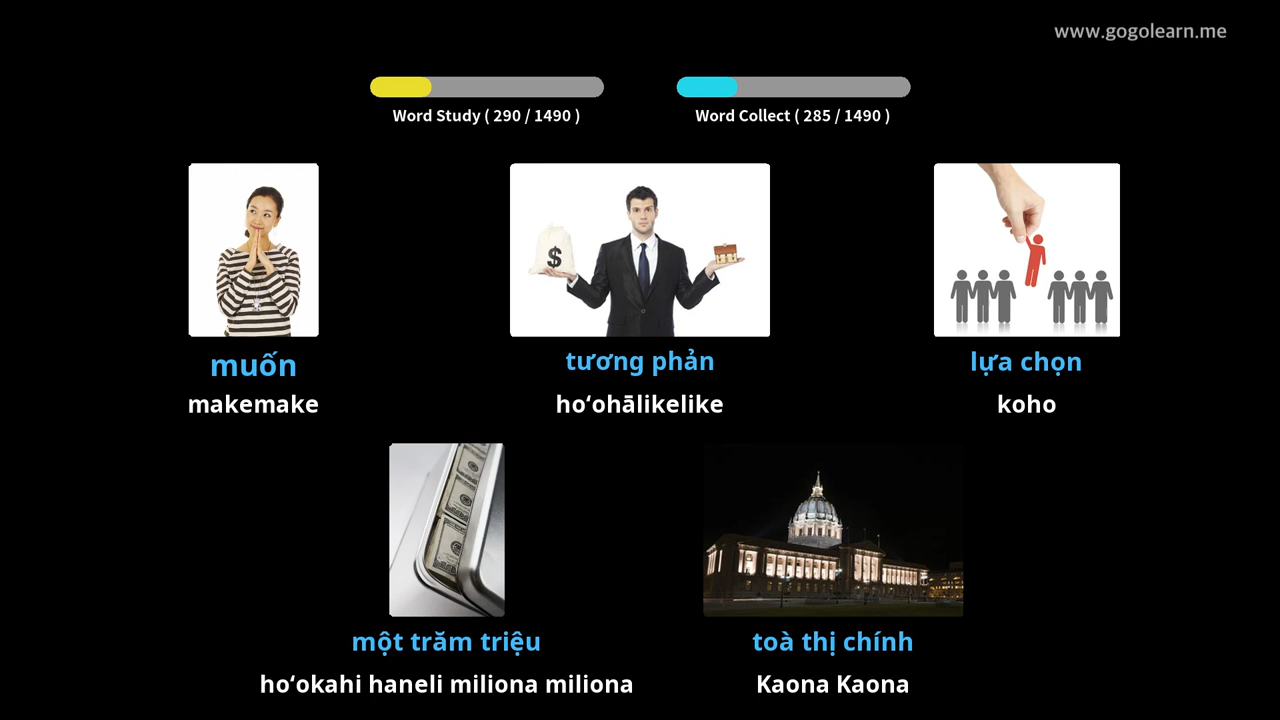 www.gogolearn.me
Word Study ( 290 / 1490 )
Word Collect ( 285 / 1490 )
$
muốn
tương phản
lựa chọn
makemake
hoʻohālikelike
koho
một trăm triệu
toà thị chính
hoʻokahi haneli miliona miliona
Kaona Kaona